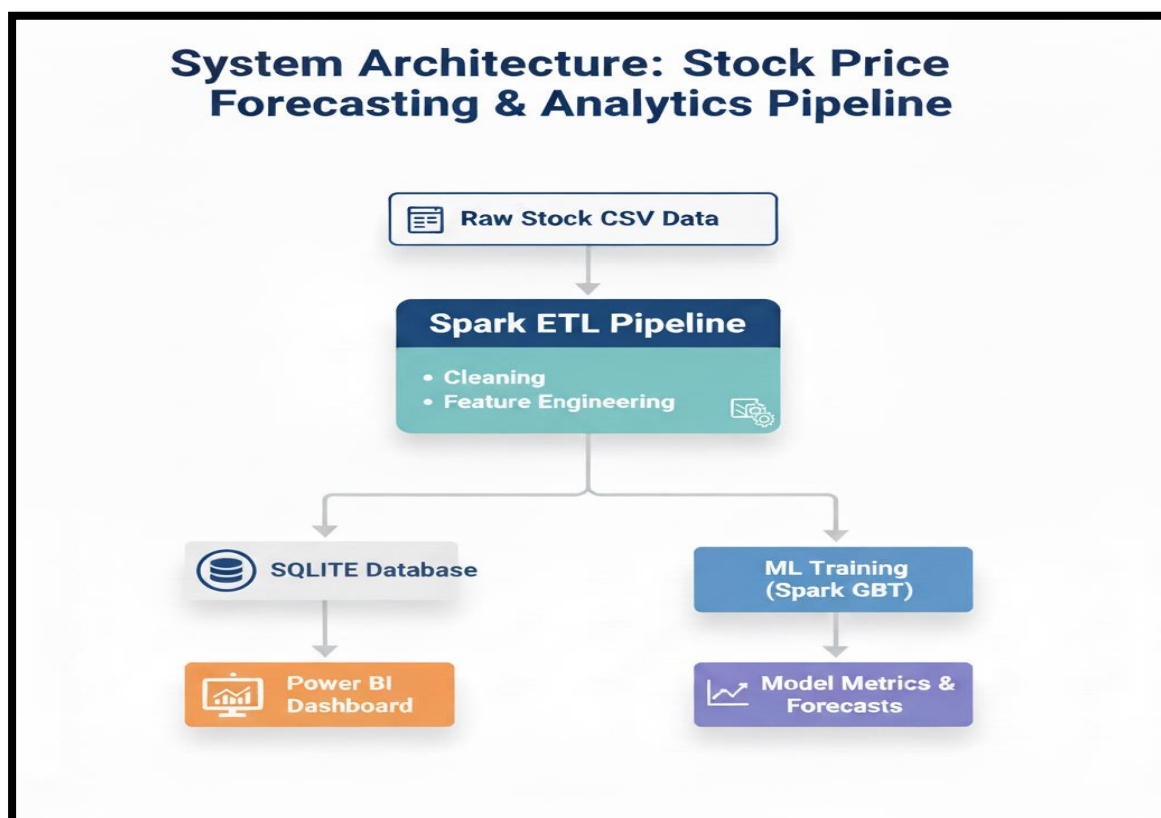 System Architecture: Stock Price
Forecasting & Analytics Pipeline
Raw Stock CSV Data
Spark ETL Pipeline
• Cleaning
• Feature Engineering
SQLITE Database
ML Training
(Spark GBT)
Power BI
Dashboard
Model Metrics &
Forecasts